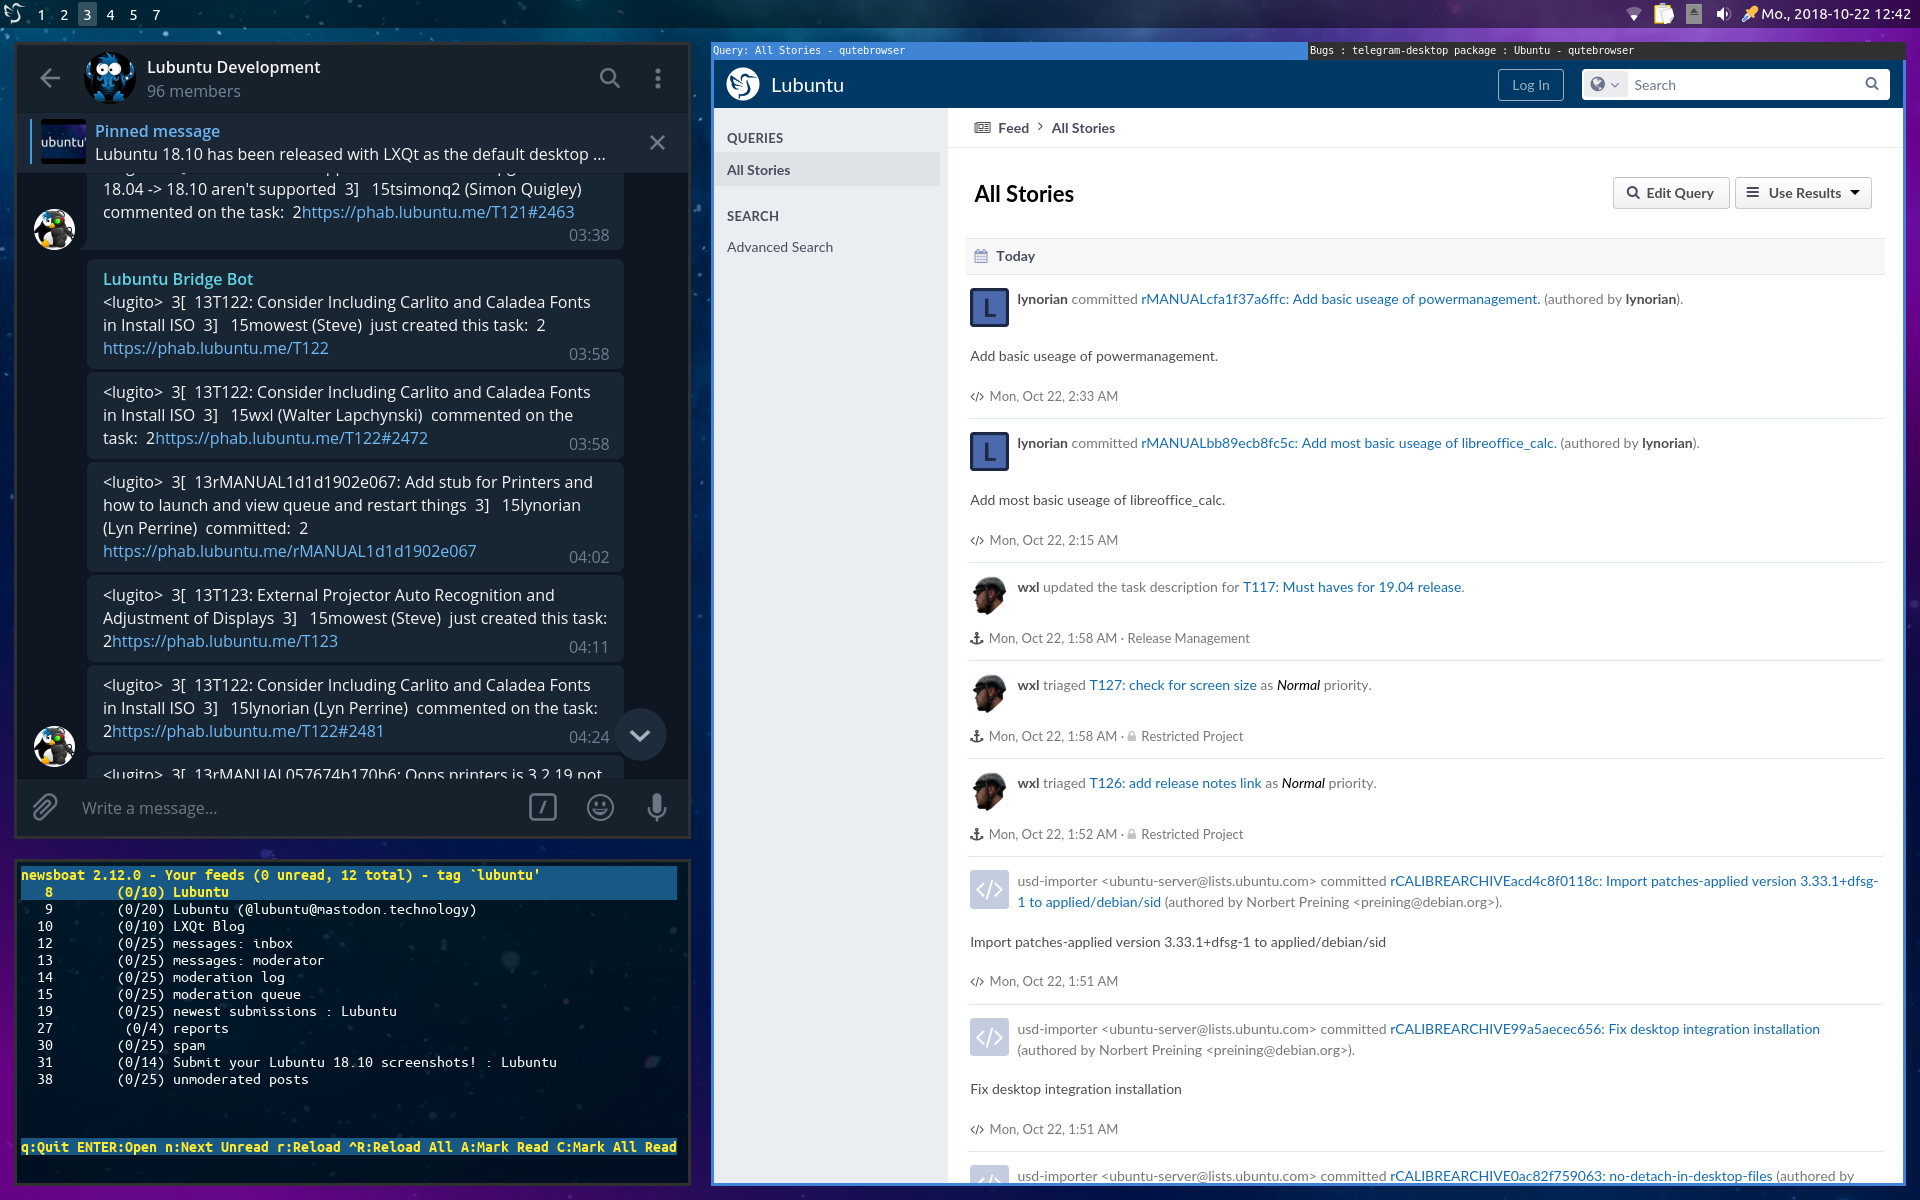 1 2 3 4 5 7
Mo., 2018-10-22 12:42
Lubuntu Development
96 members
ubuntu
Pinned message
Lubuntu 18.10 has been released with LXQt as the default desktop ...
18.04 -> 18.10 aren't supported 3] 15tsimonq2 (Simon Quigley)
commented on the task: 2https://phab.lubuntu.me/T121#2463
03:38
Lubuntu Bridge Bot
<lugito> 3[ 13T122: Consider Including Carlito and Caladea Fonts
in Install ISO 3] 15mowest (Steve) just created this task: 2
https://phab.lubuntu.me/T122
03:58
<lugito> 3[ 13T122: Consider Including Carlito and Caladea Fonts
in Install ISO 3] 15wxl (Walter Lapchynski) commented on the
task: 2https://phab.lubuntu.me/T122#2472
03:58
<lugito> 3[ 13rMANUAL1d1d1902e067: Add stub for Printers and
how to launch and view queue and restart things 3] 15lynorian
(Lyn Perrine) committed: 2
https://phab.lubuntu.me/rMANUAL1d1d1902e067
04:02
<lugito> 3[ 13T123: External Projector Auto Recognition and
Adjustment of Displays 3] 15mowest (Steve) just created this task:
2https://phab.lubuntu.me/T123
04:11
<lugito> 3[ 13T122: Consider Including Carlito and Caladea Fonts
in Install ISO 3] 15lynorian (Lyn Perrine) commented on the task:
2https://phab.lubuntu.me/T122#2481
04:24
<lugito> 3[ 13rMANUAL057674b170b6: Oops printers is 3.2.19 not
Write a message...
newsboat 2.12.0 - Your feeds (0 unread, 12 total) - tag `lubuntu'
8 (0/10) Lubuntu
9 (0/20) Lubuntu (@lubuntu@mastodon.technology)
10 (0/10) LXQt Blog
12 (0/25) messages: inbox
13 (0/25) messages: moderator
14 (0/25) moderation log
15 (0/25) moderation queue
19 (0/25) newest submissions : Lubuntu
27 (0/4) reports
30 (0/25) spam
31 (0/14) Submit your Lubuntu 18.10 screenshots! : Lubuntu
38 (0/25) unmoderated posts
q:Quit ENTER:Open n:Next Unread r:Reload ^R:Reload All A:Mark Read C:Mark All Read
Query: All Stories - qutebrowser
Bugs : telegram-desktop package : Ubuntu - qutebrowser
Lubuntu
Log In
Search
QUERIES
All Stories
SEARCH
Advanced Search
Feed > All Stories
All Stories
Edit Query
Use Results
Today
L
lynorian committed rMANUALcfa1f37a6ffc: Add basic useage of powermanagement. (authored by lynorian).
Add basic useage of powermanagement.
</> Mon, Oct 22, 2:33 AM
L
lynorian committed rMANUALbb89ecb8fc5c: Add most basic useage of libreoffice_calc. (authored by lynorian).
Add most basic useage of libreoffice_calc.
</> Mon, Oct 22, 2:15 AM
wxl updated the task description for T117: Must haves for 19.04 release.
Mon, Oct 22, 1:58 AM · Release Management
wxl triaged T127: check for screen size as Normal priority.
Mon, Oct 22, 1:58 AM · Restricted Project
wxl triaged T126: add release notes link as Normal priority.
Mon, Oct 22, 1:52 AM · Restricted Project
</>
usd-importer <ubuntu-server@lists.ubuntu.com> committed rCALIBREARCHIVEacd4c8f0118c: Import patches-applied version 3.33.1+dfsg-
1 to applied/debian/sid (authored by Norbert Preining <preining@debian.org>).
Import patches-applied version 3.33.1+dfsg-1 to applied/debian/sid
</> Mon, Oct 22, 1:51 AM
</>
usd-importer <ubuntu-server@lists.ubuntu.com> committed rCALIBREARCHIVE99a5aecec656: Fix desktop integration installation
(authored by Norbert Preining <preining@debian.org>).
Fix desktop integration installation
</> Mon, Oct 22, 1:51 AM
</>
usd-importer <ubuntu-server@lists.ubuntu.com> committed rCALIBREARCHIVE0ac82f759063: no-detach-in-desktop-files (authored by